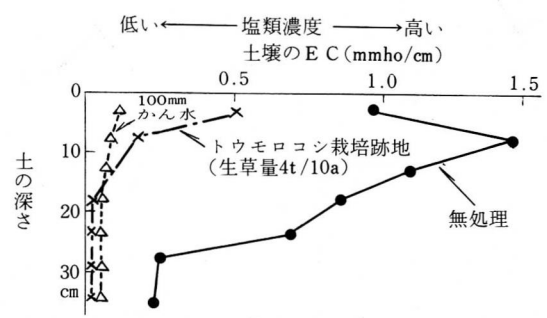 低い← 塩類濃度 →高い
土壌のEC(mmho/cm)
0.5 1.0 1.5
0
100mm
かん水
トウモロコシ栽培跡地
(生草量4t/10a)
10
土の深さ
20
無処理
30
cm